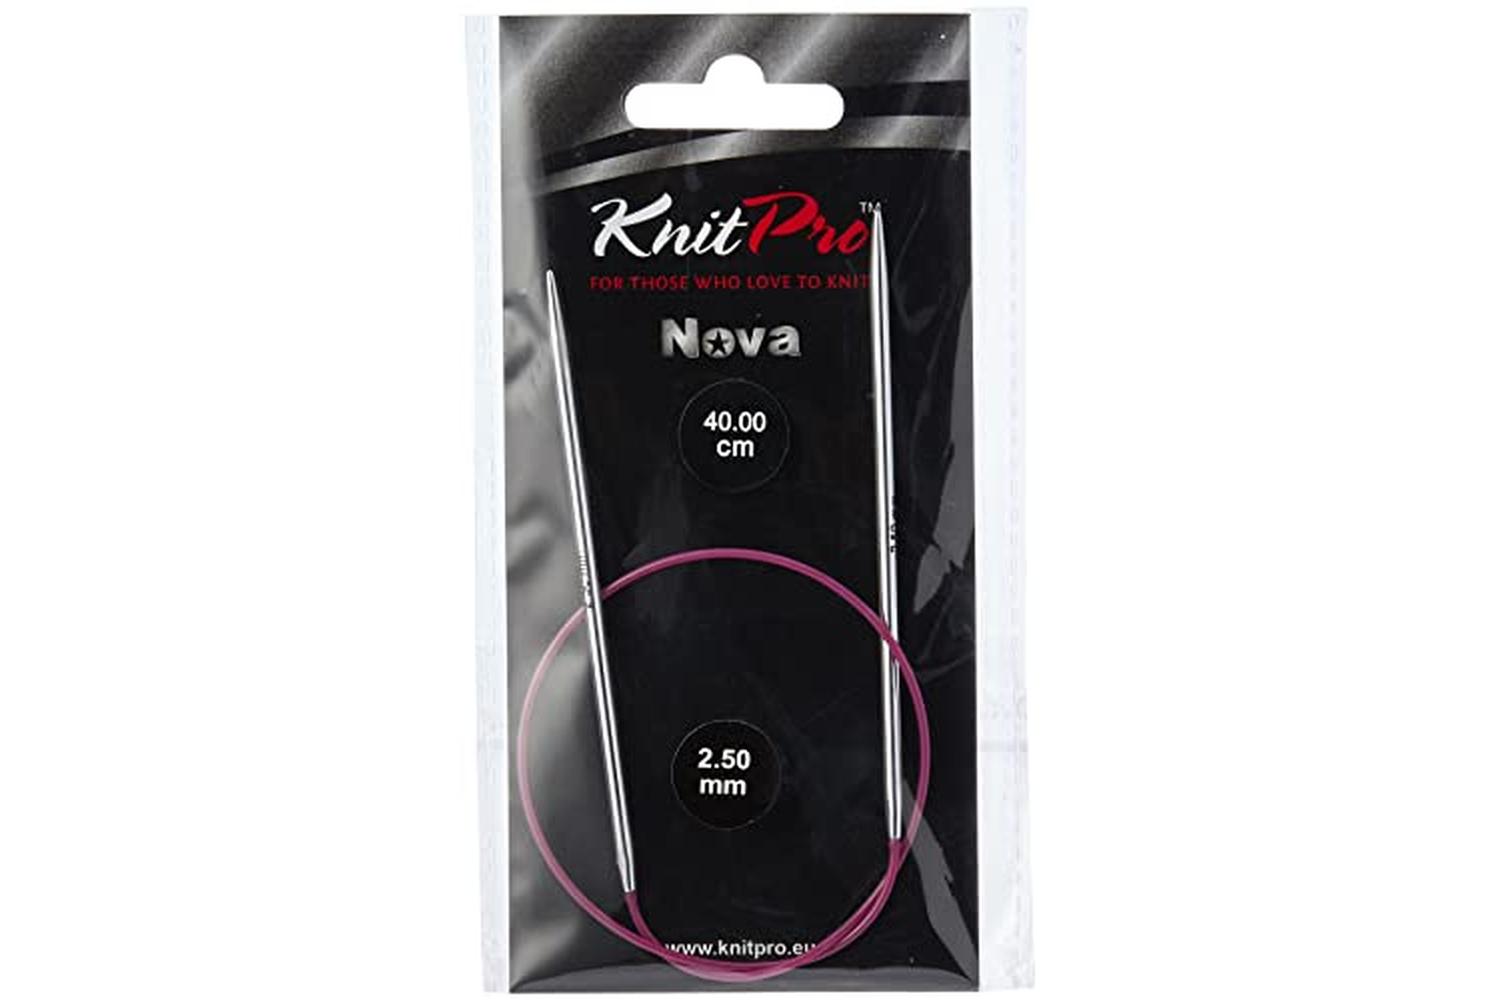 KnitPro™
FOR THOSE WHO LOVE TO KNIT
Nova
40.00
cm
2.50
mm
www.knitpro.eu